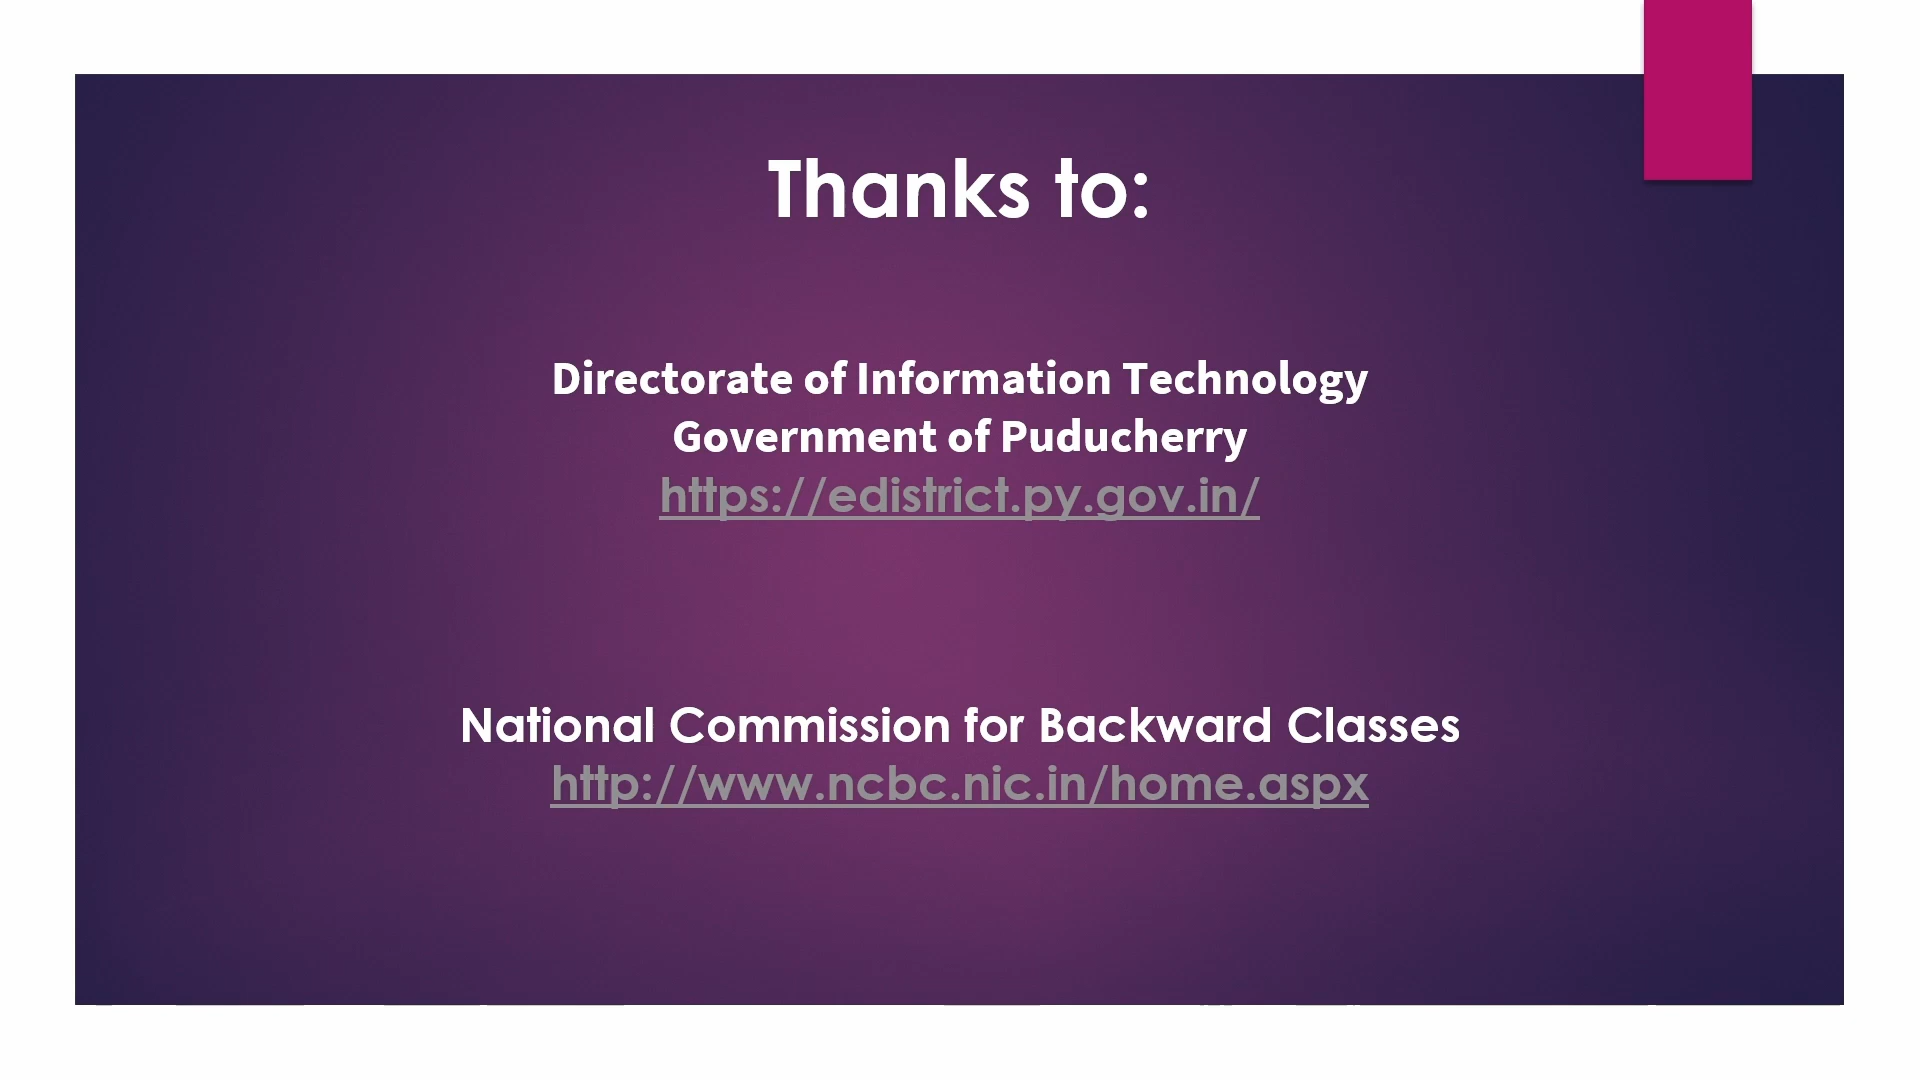 Thanks to:
Directorate of Information Technology
Government of Puducherry
https://edistrict.py.gov.in/
National Commission for Backward Classes
http://www.ncbc.nic.in/home.aspx